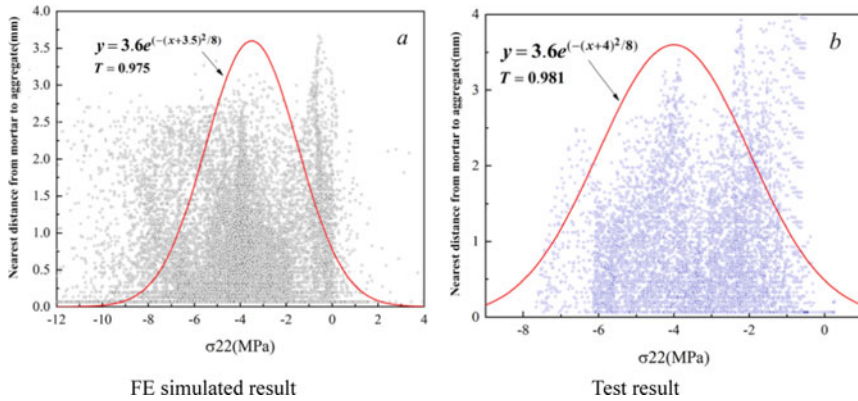 a
y = 3.6e^(-(x+3.5)^2/8)
T = 0.975
Nearest distance from mortar to aggregate(mm)
4.0
3.5
3.0
2.5
2.0
1.5
1.0
0.5
0.0
-12 -10 -8 -6 -4 -2 0 2 4
σ22(MPa)
FE simulated result
b
y = 3.6e^(-(x+4)^2/8)
T = 0.981
Nearest distance from mortar to aggregate(mm)
4
3
2
1
0
-8 -6 -4 -2 0
σ22(MPa)
Test result